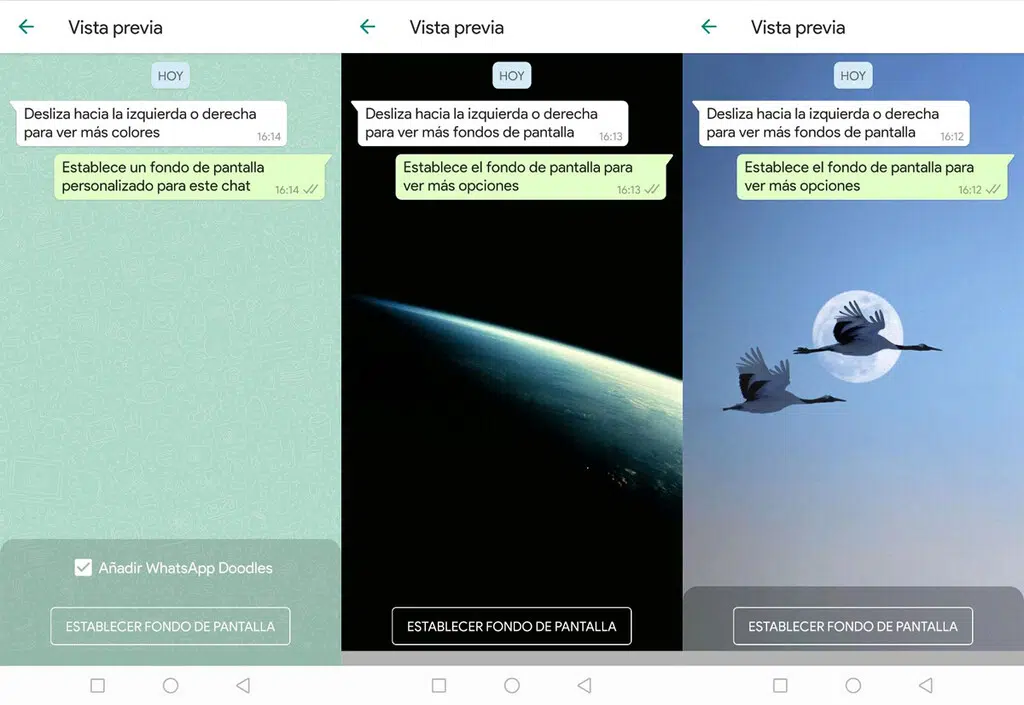 Vista previa
HOY
Desliza hacia la izquierda o derecha
para ver más colores
16:14
Establece un fondo de pantalla
personalizado para este chat
16:14
Añadir WhatsApp Doodles
ESTABLECER FONDO DE PANTALLA
Vista previa
HOY
Desliza hacia la izquierda o derecha
para ver más fondos de pantalla
16:13
Establece el fondo de pantalla para
ver más opciones
16:13
ESTABLECER FONDO DE PANTALLA
Vista previa
HOY
Desliza hacia la izquierda o derecha
para ver más fondos de pantalla
16:12
Establece el fondo de pantalla para
ver más opciones
16:12
ESTABLECER FONDO DE PANTALLA